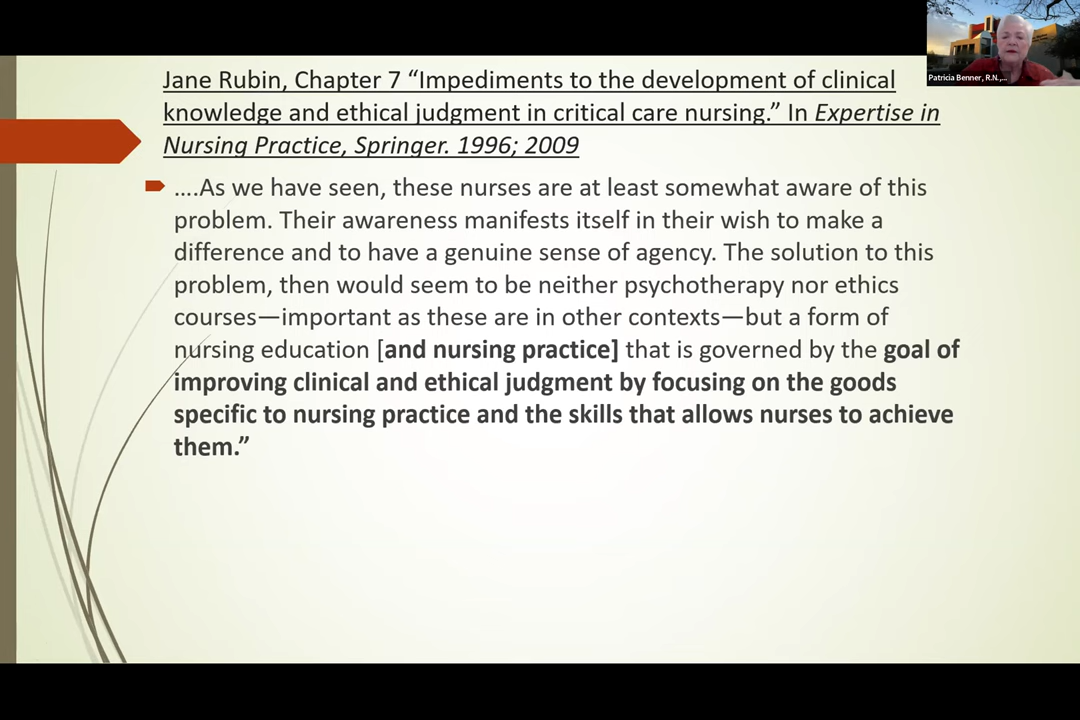 Jane Rubin, Chapter 7 “Impediments to the development of clinical
knowledge and ethical judgment in critical care nursing.” In Expertise in
Nursing Practice, Springer. 1996; 2009
….As we have seen, these nurses are at least somewhat aware of this
problem. Their awareness manifests itself in their wish to make a
difference and to have a genuine sense of agency. The solution to this
problem, then would seem to be neither psychotherapy nor ethics
courses—important as these are in other contexts—but a form of
nursing education [and nursing practice] that is governed by the goal of
improving clinical and ethical judgment by focusing on the goods
specific to nursing practice and the skills that allows nurses to achieve
them.”
Patricia Benner, R.N.,...